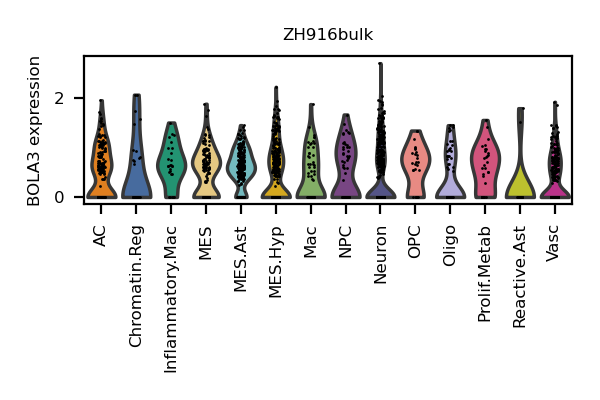 ZH916bulk
BOLA3 expression
2
0
AC
Chromatin.Reg
Inflammatory.Mac
MES
MES.Ast
MES.Hyp
Mac
NPC
Neuron
OPC
Oligo
Prolif.Metab
Reactive.Ast
Vasc